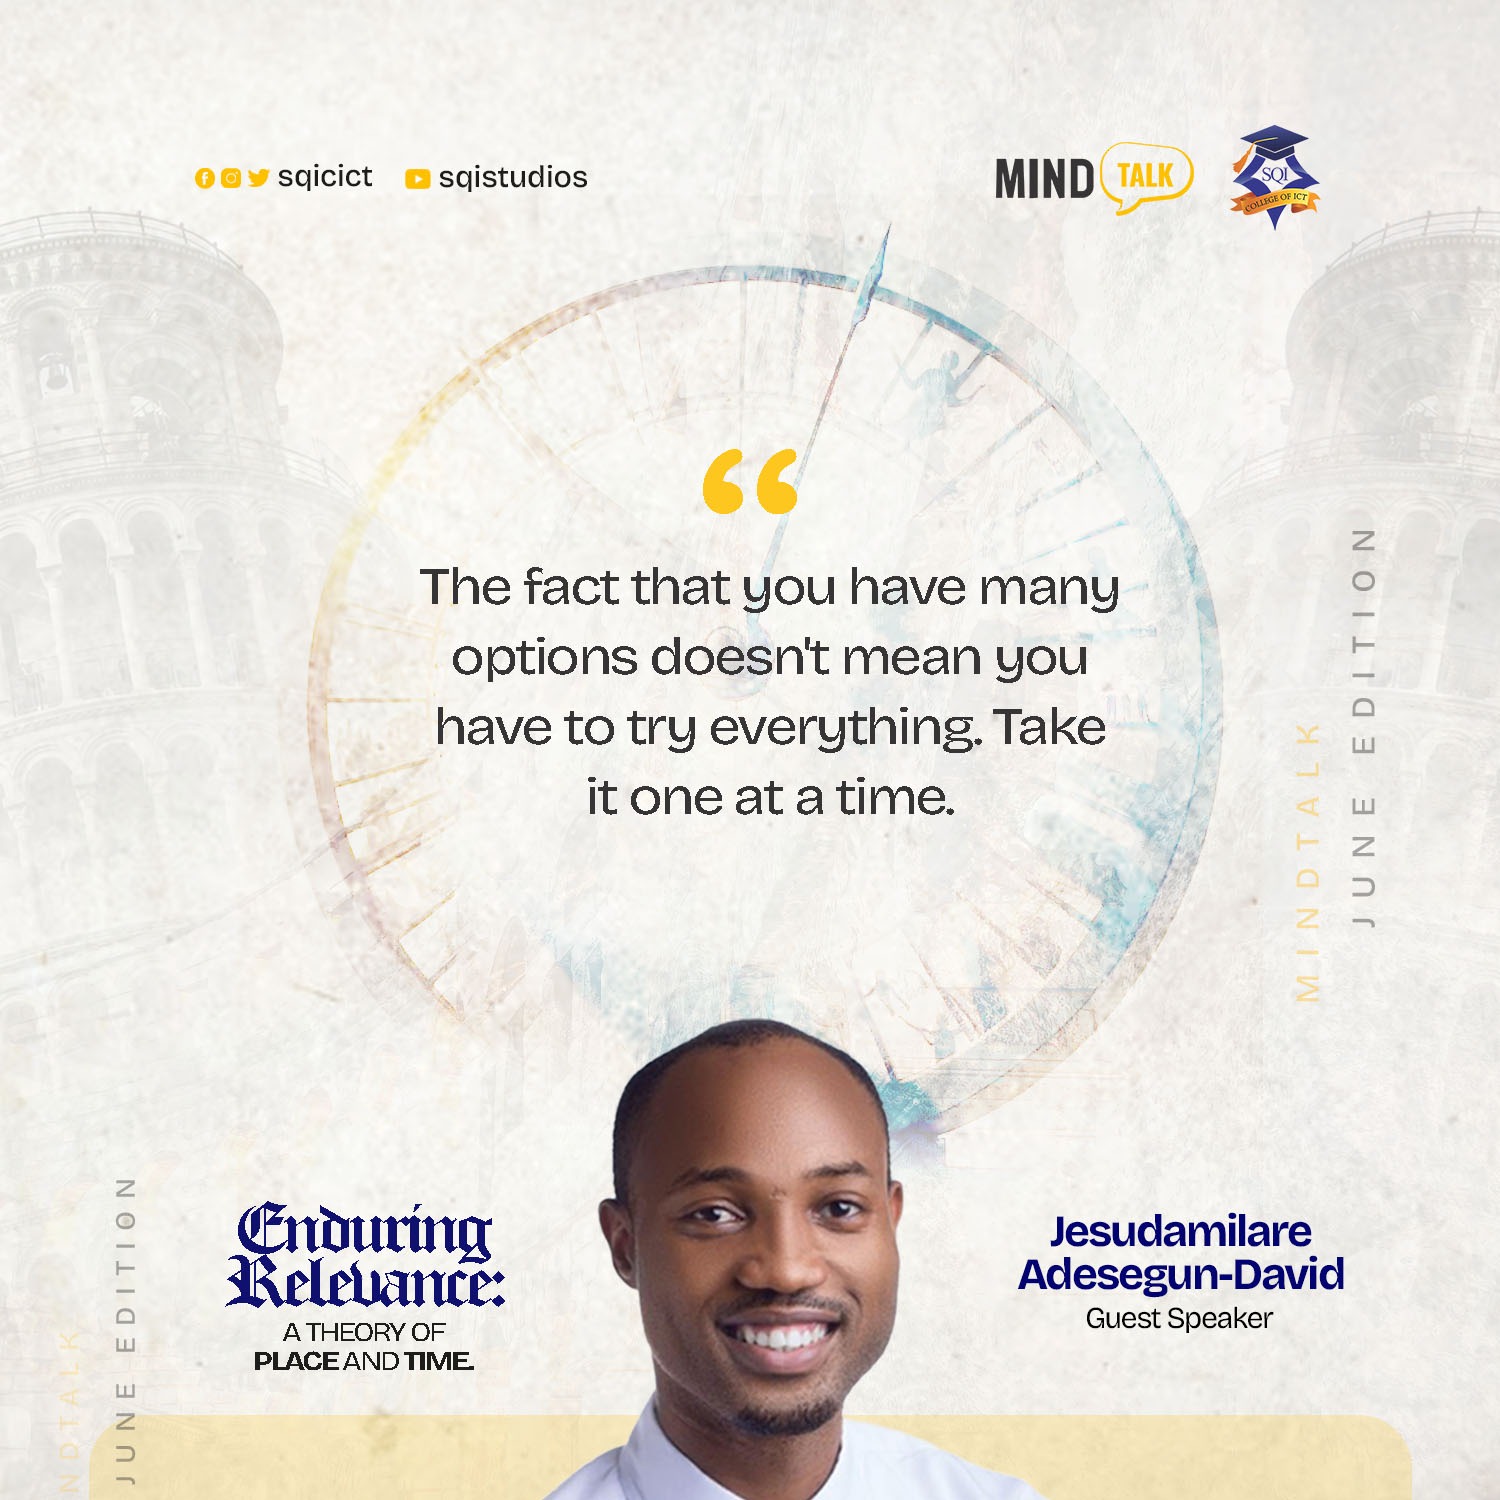 sqicict sqistudios
MIND TALK
SQI
COLLEGE OF ICT
“
The fact that you have many
options doesn't mean you
have to try everything. Take
it one at a time.
MINDTALK
JUNE EDITION
Enduring
Relevance:
A THEORY OF
PLACE AND TIME.
Jesudamilare
Adesegun-David
Guest Speaker
NDTALK
JUNE EDITION